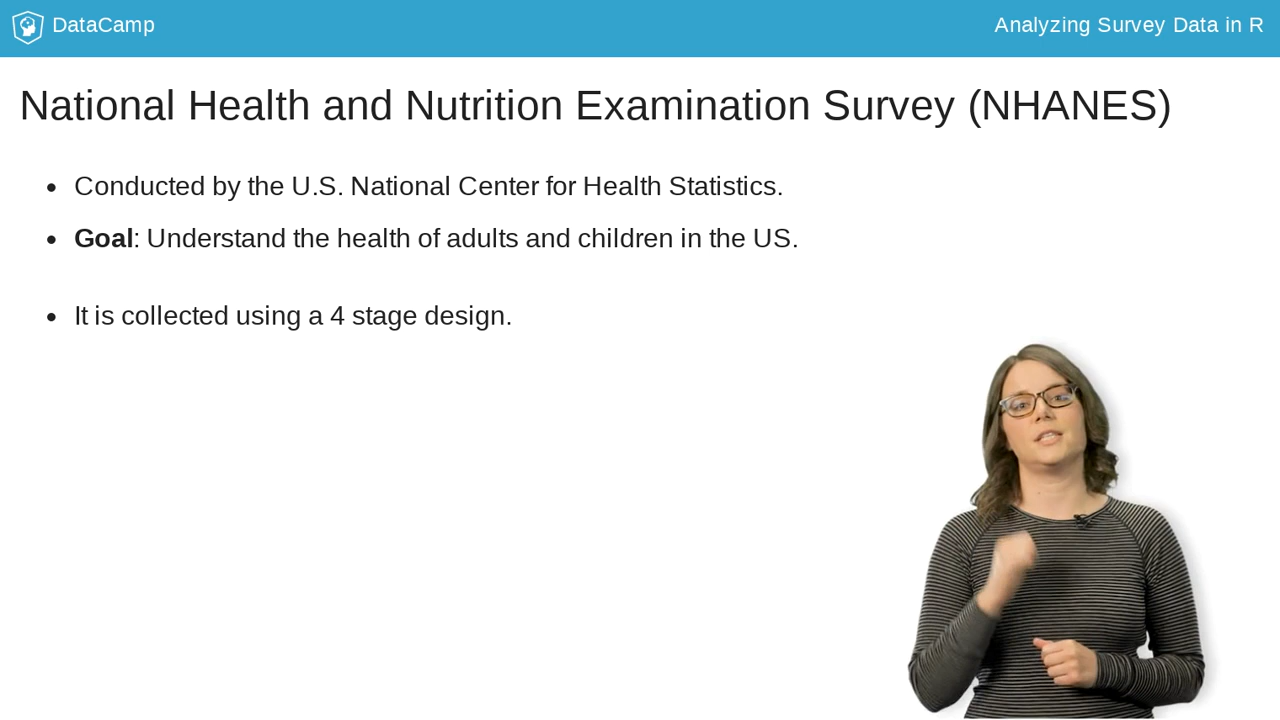 DataCamp
Analyzing Survey Data in R
National Health and Nutrition Examination Survey (NHANES)
Conducted by the U.S. National Center for Health Statistics.
Goal: Understand the health of adults and children in the US.
It is collected using a 4 stage design.